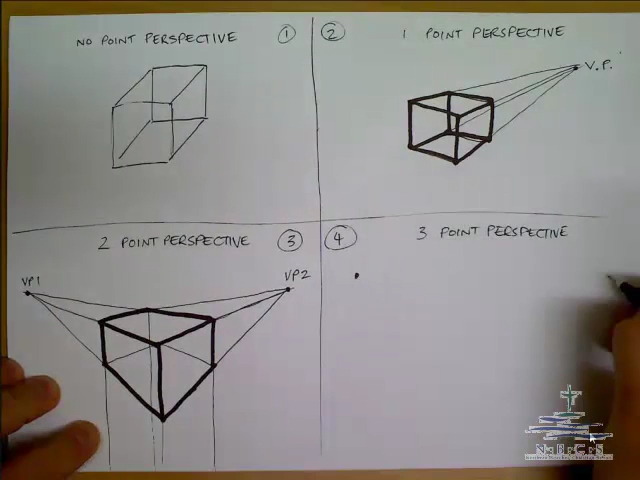 NO POINT PERSPECTIVE 1
2 1 POINT PERSPECTIVE
V.P.
2 POINT PERSPECTIVE 3
4 3 POINT PERSPECTIVE
VP1
VP2
N·B·C·S